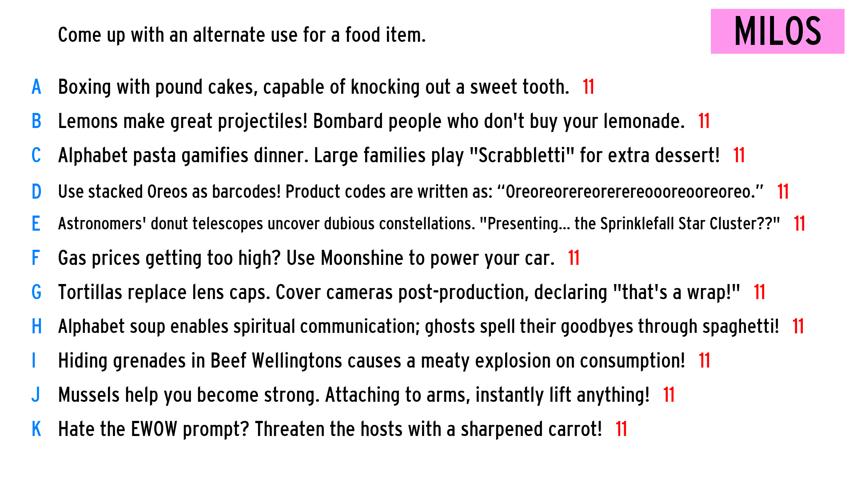 Come up with an alternate use for a food item.
MILOS
A Boxing with pound cakes, capable of knocking out a sweet tooth. 11
B Lemons make great projectiles! Bombard people who don't buy your lemonade. 11
C Alphabet pasta gamifies dinner. Large families play "Scrabbletti" for extra dessert! 11
D Use stacked Oreos as barcodes! Product codes are written as: “Oreoreorereorerereoooreooreoreo.” 11
E Astronomers' donut telescopes uncover dubious constellations. "Presenting... the Sprinklefall Star Cluster??" 11
F Gas prices getting too high? Use Moonshine to power your car. 11
G Tortillas replace lens caps. Cover cameras post-production, declaring "that's a wrap!" 11
H Alphabet soup enables spiritual communication; ghosts spell their goodbyes through spaghetti! 11
I Hiding grenades in Beef Wellingtons causes a meaty explosion on consumption! 11
J Mussels help you become strong. Attaching to arms, instantly lift anything! 11
K Hate the EWOW prompt? Threaten the hosts with a sharpened carrot! 11